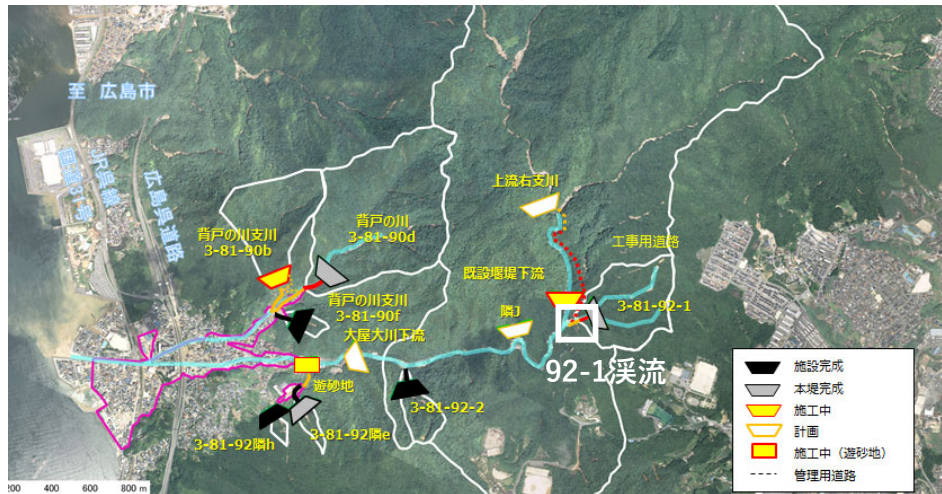 至 広島市
JR呉線
国道31号
広島呉道路
背戸の川支川
3-81-90b
背戸の川
3-81-90d
背戸の川支川
3-81-90f
大屋大川下流
遊砂地
3-81-92隣h
3-81-92隣e
3-81-92-2
隣J
上流右支川
既設堰堤下流
工事用道路
3-81-92-1
92-1渓流
施設完成
本堤完成
施工中
計画
施工中（遊砂地）
管理用道路
200 400 600 800 m